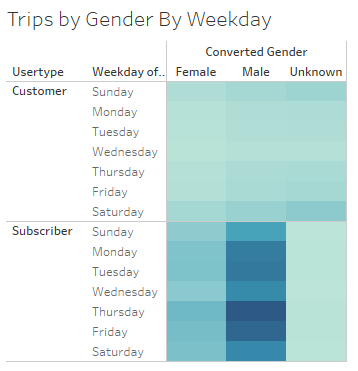 Trips by Gender By Weekday
Converted Gender
Usertype Weekday of.. Female Male Unknown
Customer Sunday
Monday
Tuesday
Wednesday
Thursday
Friday
Saturday
Subscriber Sunday
Monday
Tuesday
Wednesday
Thursday
Friday
Saturday